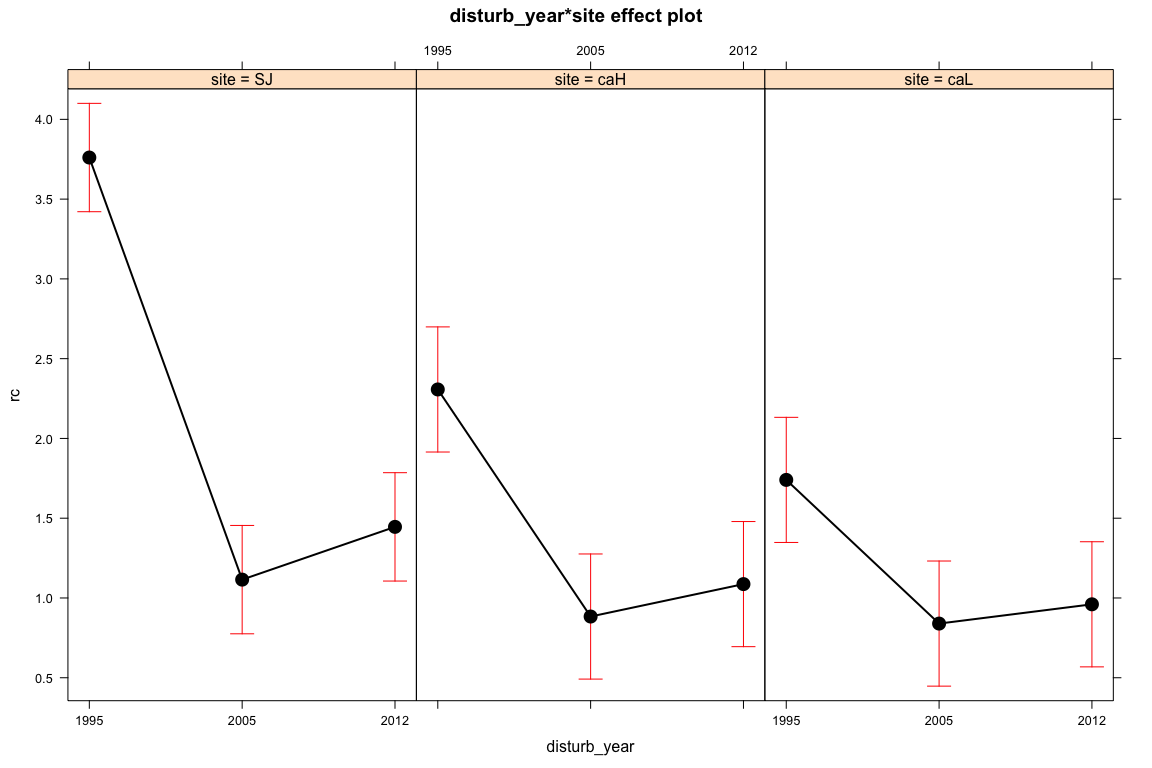 disturb_year*site effect plot
1995 2005 2012
site = SJ site = caH site = caL
4.0
3.5
3.0
2.5
2.0
1.5
1.0
0.5
rc
1995 2005 2012 1995 2005 2012
disturb_year